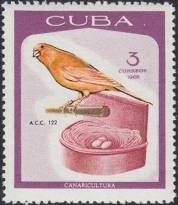 CUBA
3
CORREOS
1968
A.C.C. 122
CANARICULTURA